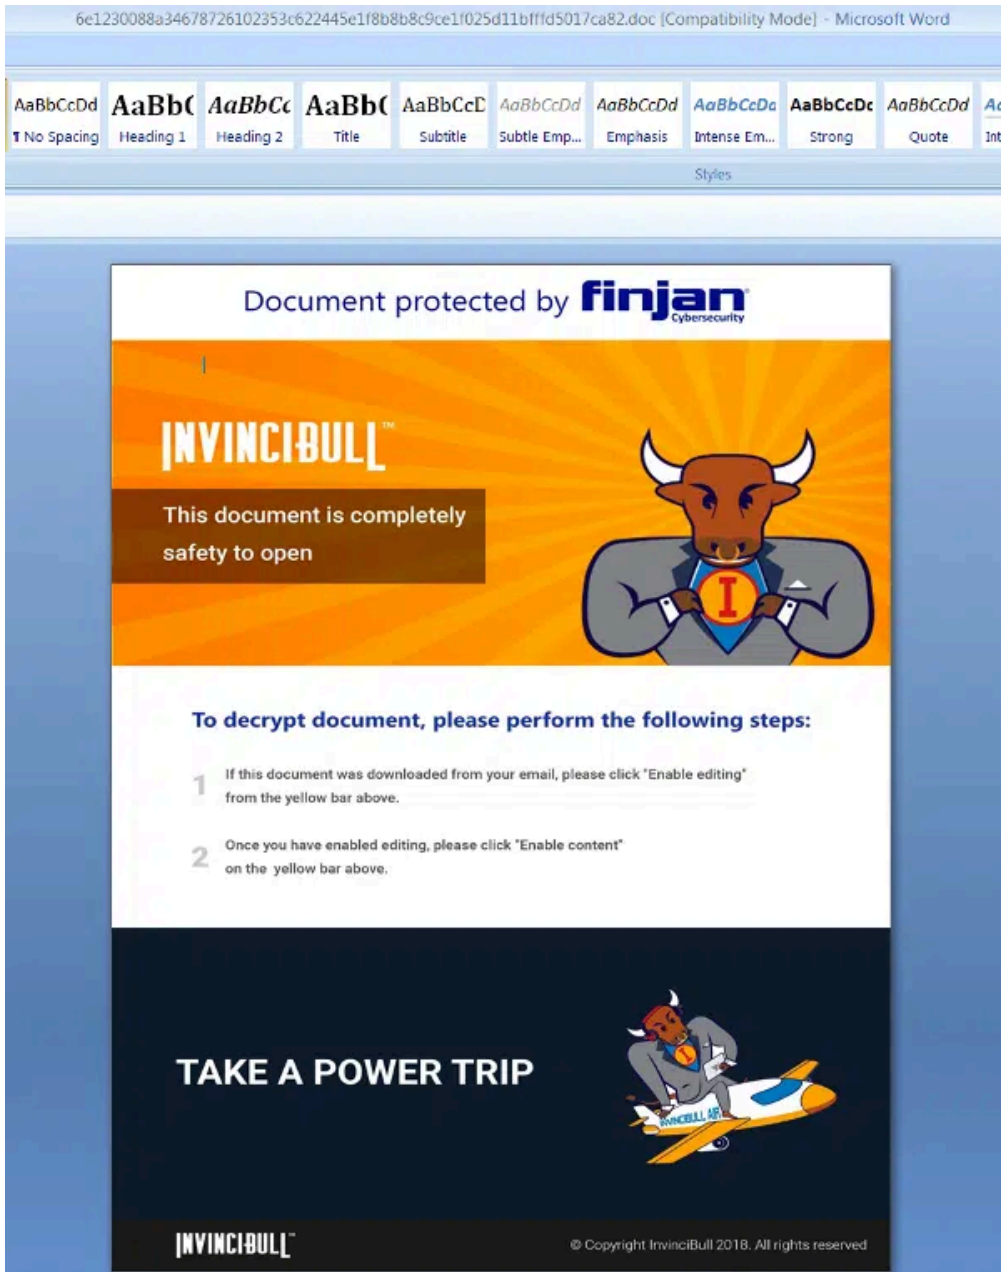 6e1230088a34678726102353c622445e1f8b8b8c9ce1f025d11bfffd5017ca82.doc [Compatibility Mode] - Microsoft Word
AaBbCcDd AaBb( AaBbCc AaBb( AaBbCcD AaBbCcDd AaBbCcDd AaBbCcDd AaBbCcDc AaBbCcDd
¶ No Spacing Heading 1 Heading 2 Title Subtitle Subtle Emp... Emphasis Intense Em... Strong Quote Int
Styles
Document protected by finjan
Cybersecurity
INVINCIBULL™
This document is completely
safety to open
I
To decrypt document, please perform the following steps:
1 If this document was downloaded from your email, please click "Enable editing"
from the yellow bar above.
2 Once you have enabled editing, please click "Enable content"
on the yellow bar above.
TAKE A POWER TRIP
I
INVINCIBULL AIR
INVINCIBULL™
© Copyright InvinciBull 2018. All rights reserved